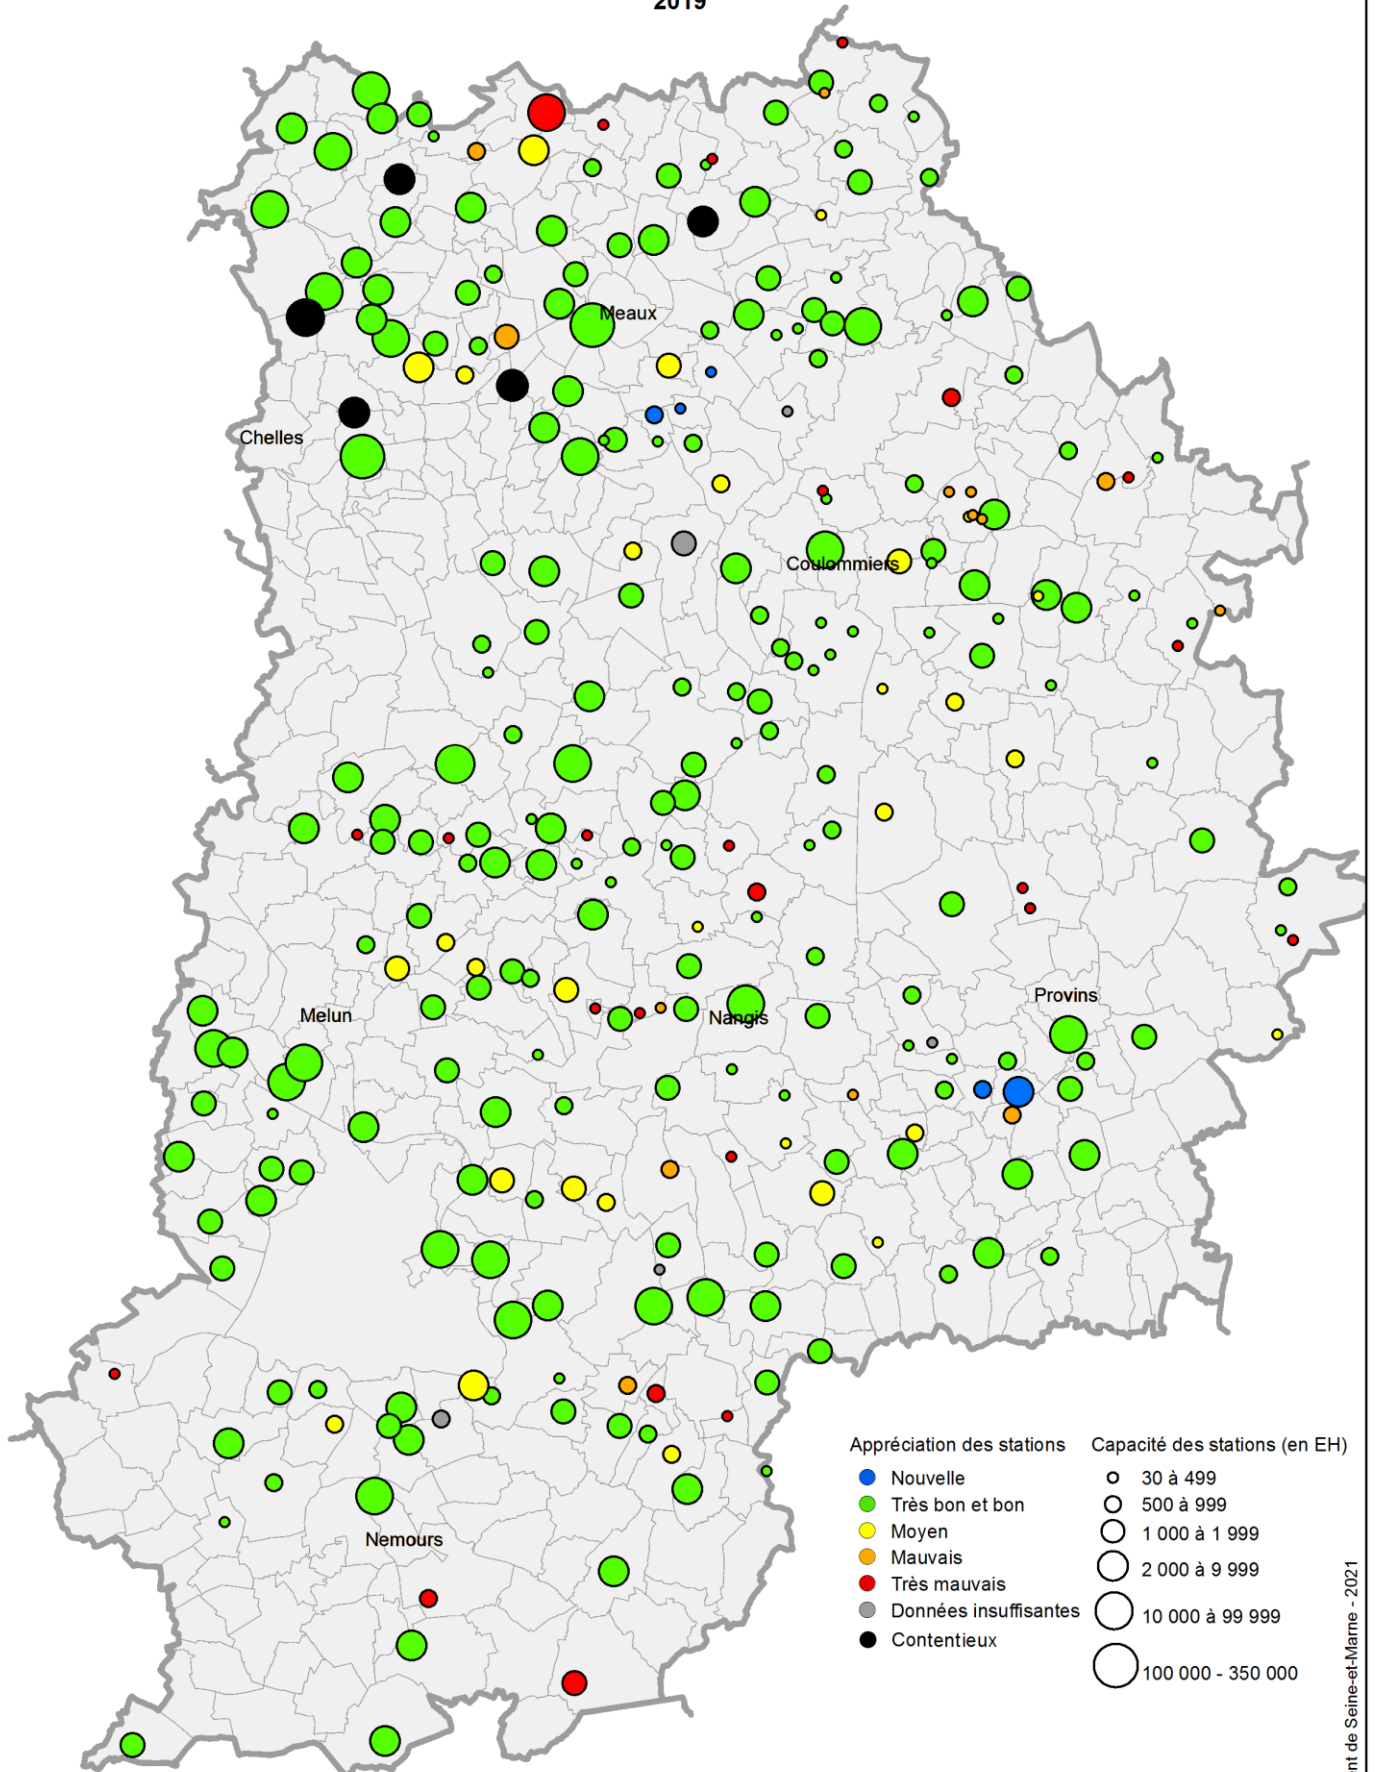 2019
Meaux
Chelles
Coulommiers
Melun
Nangis
Provins
Nemours
Appréciation des stations
Nouvelle
Très bon et bon
Moyen
Mauvais
Très mauvais
Données insuffisantes
Contentieux
Capacité des stations (en EH)
30 à 499
500 à 999
1 000 à 1 999
2 000 à 9 999
10 000 à 99 999
100 000 - 350 000
de Seine-et-Marne - 2021